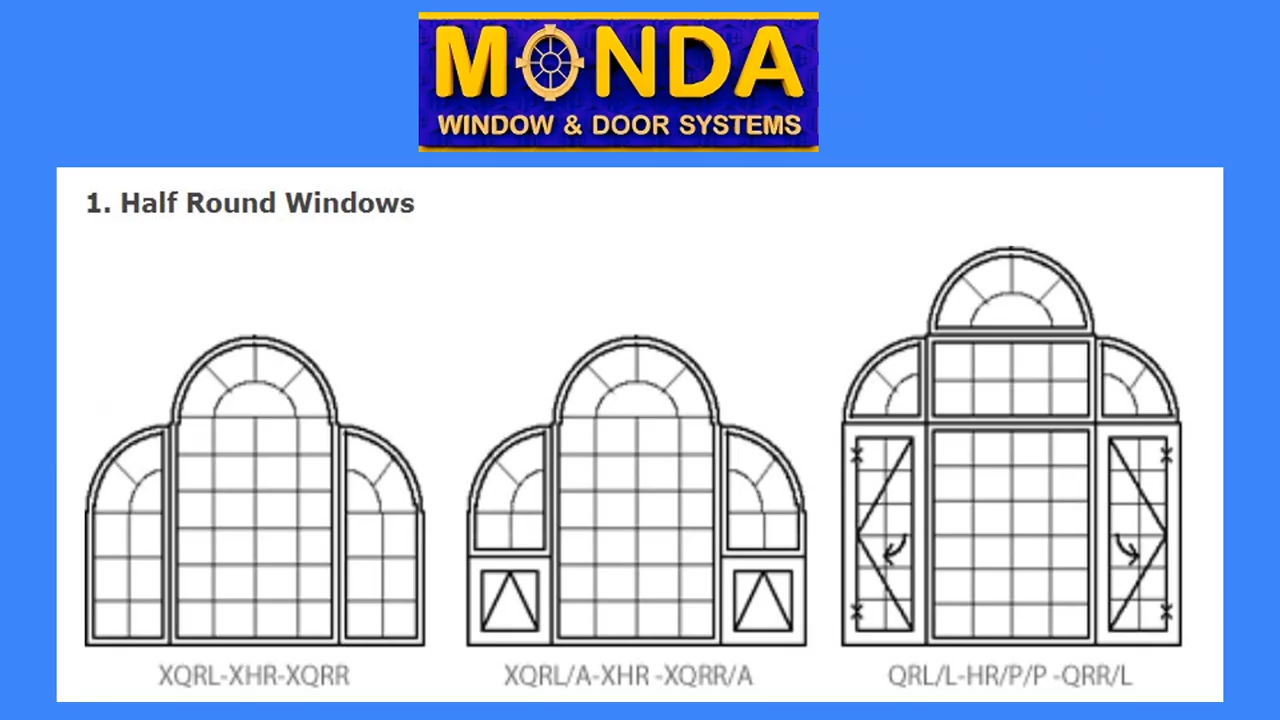 MONDA
WINDOW & DOOR SYSTEMS
1. Half Round Windows
XQRL-XHR-XQRR
XQRL/A-XHR -XQRR/A
QRL/L-HR/P/P -QRR/L